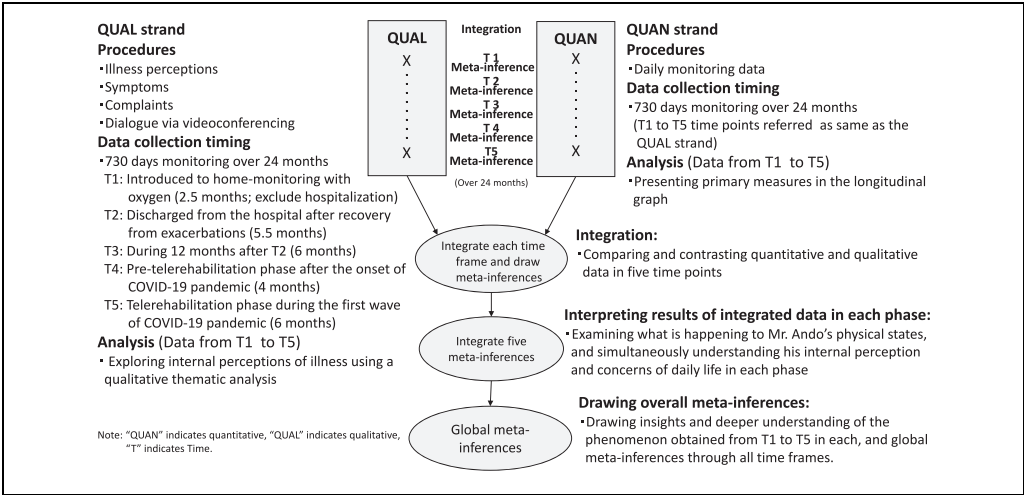 QUAL strand
Procedures
▪Illness perceptions
▪Symptoms
▪Complaints
▪Dialogue via videoconferencing
Data collection timing
▪730 days monitoring over 24 months
T1: Introduced to home-monitoring with
oxygen (2.5 months; exclude hospitalization)
T2: Discharged from the hospital after recovery
from exacerbations (5.5 months)
T3: During 12 months after T2 (6 months)
T4: Pre-telerehabilitation phase after the onset of
COVID-19 pandemic (4 months)
T5: Telerehabilitation phase during the first wave
of COVID-19 pandemic (6 months)
Analysis (Data from T1 to T5)
▪ Exploring internal perceptions of illness using a
qualitative thematic analysis
Note: “QUAN” indicates quantitative, “QUAL” indicates qualitative,
“T” indicates Time.
QUAL
X
X
Integration
T 1
Meta-inference
T 2
Meta-inference
T 3
Meta-inference
T 4
Meta-inference
T5
Meta-inference
(Over 24 months)
QUAN
X
X
Integrate each time
frame and draw
meta-inferences
Integrate five
meta-inferences
Global meta-
inferences
QUAN strand
Procedures
▪Daily monitoring data
Data collection timing
▪730 days monitoring over 24 months
(T1 to T5 time points referred as same as the
QUAL strand)
Analysis (Data from T1 to T5)
▪Presenting primary measures in the longitudinal
graph
Integration:
▪Comparing and contrasting quantitative and qualitative
data in five time points
Interpreting results of integrated data in each phase:
▪Examining what is happening to Mr. Ando’s physical states,
and simultaneously understanding his internal perception
and concerns of daily life in each phase
Drawing overall meta-inferences:
▪Drawing insights and deeper understanding of the
phenomenon obtained from T1 to T5 in each, and global
meta-inferences through all time frames.